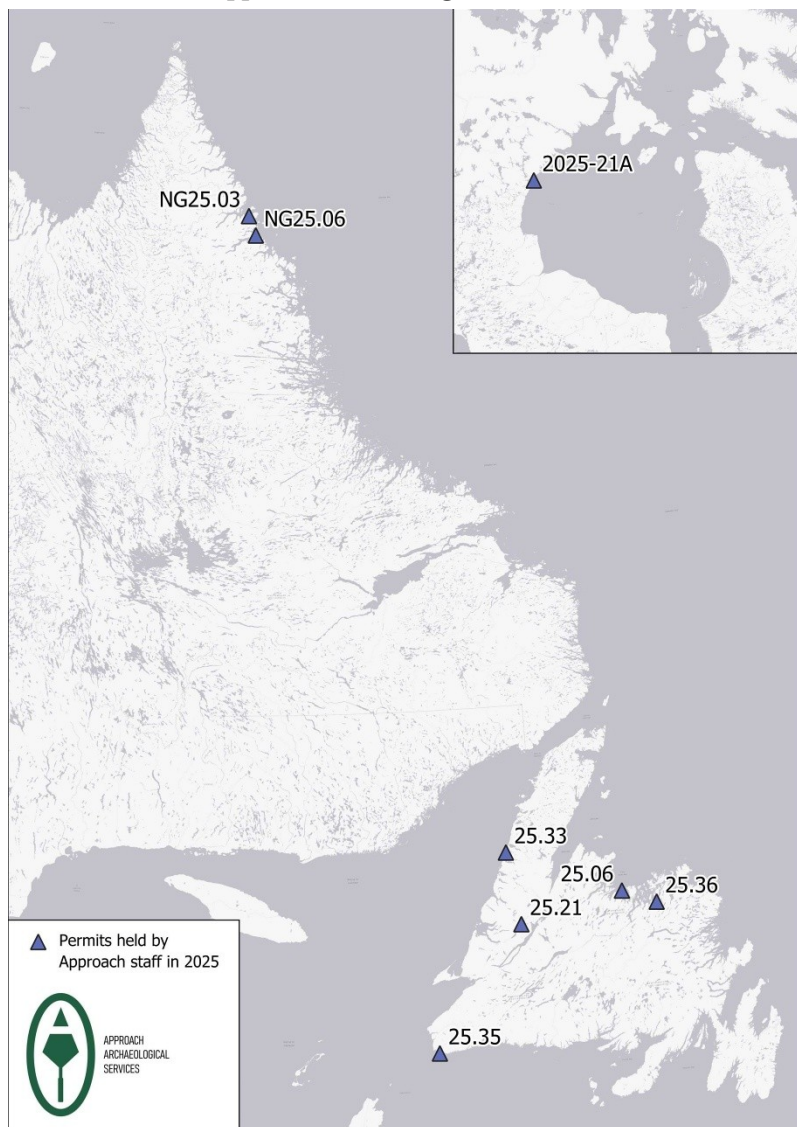 2025-21A
NG25.03
NG25.06
25.33
25.06
25.36
25.21
25.35
Permits held by
Approach staff in 2025
APPROACH
ARCHAEOLOGICAL
SERVICES